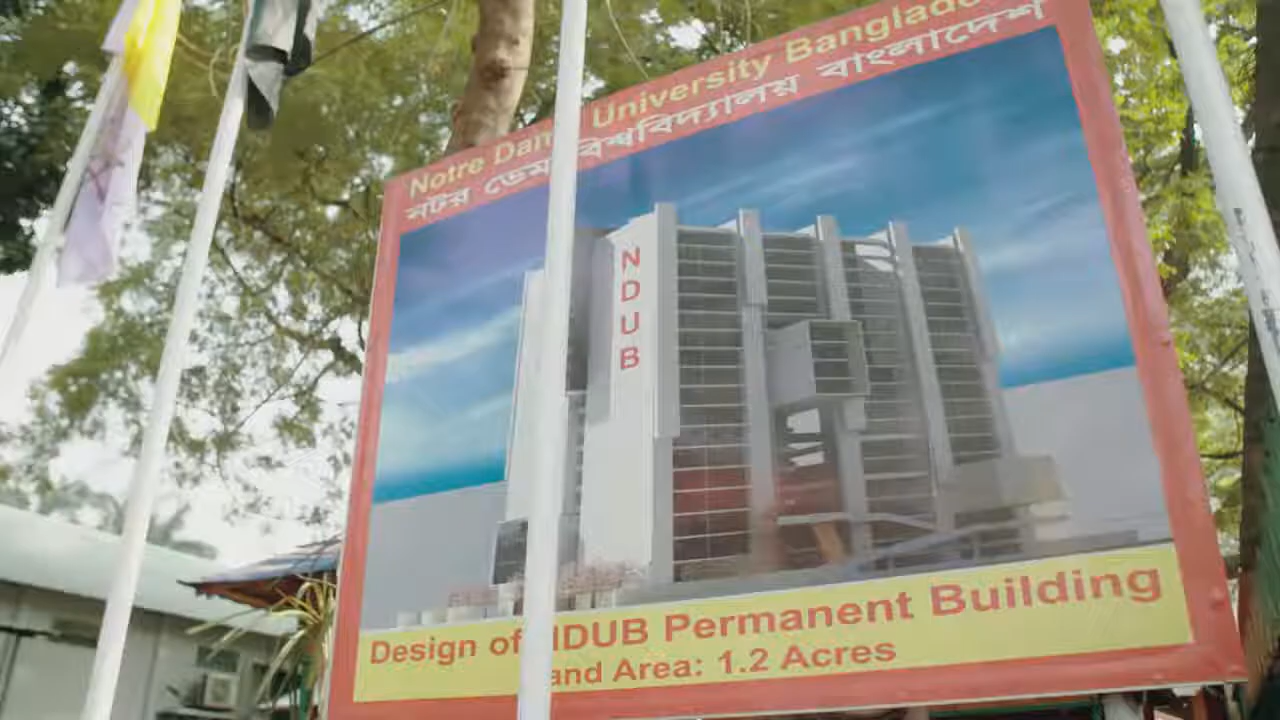 Notre Dam University Banglade
নটর ডেম বিশ্ববিদ্যালয় বাংলাদেশ
NDUB
Design of NDUB Permanent Building
and Area: 1.2 Acres